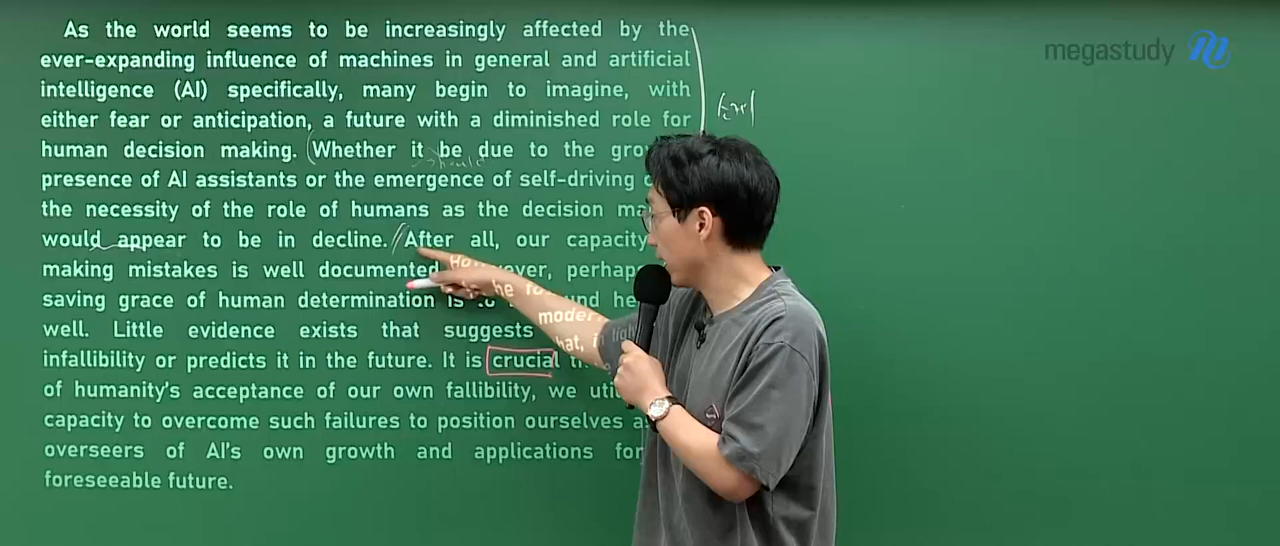 As the world seems to be increasingly affected by the
ever-expanding influence of machines in general and artificial
intelligence (AI) specifically, many begin to imagine, with
either fear or anticipation, a future with a diminished role for
human decision making. (Whether it be due to the
should
presence of AI assistants or the emergence of self-driving
the necessity of the role of humans as the decision
would appear to be in decline. // After all, our capacity
making mistakes is well documented However, perhap
saving grace of human determination is to
well. Little evidence exists that suggests modern
infallibility or predicts it in the future. It is crucial
of humanity's acceptance of our own fallibility, we
capacity to overcome such failures to position ourselves
overseers of AI's own growth and applications for
foreseeable future.
megastudy